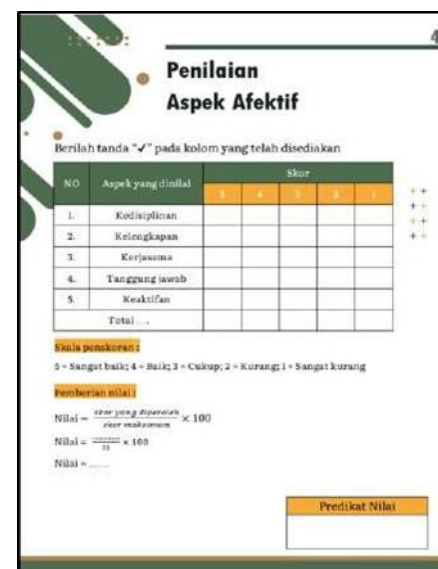 4
Penilaian
Aspek Afektif
Berilah tanda "✓" pada kolom yang telah disediakan
NO Aspek yang dinilai Skor
5 4 3 2 1
1. Kedisiplinan
2. Kelengkapan
3. Kerjasama
4. Tanggung jawab
5. Keaktifan
Total ....
Skala penskoran :
5 = Sangat baik; 4 = Baik; 3 = Cukup; 2 = Kurang; 1 = Sangat kurang
Pemberian nilai :
Nilai = skor yang diperoleh / skor maksimum × 100
Nilai = × 100
Nilai = ......
Predikat Nilai